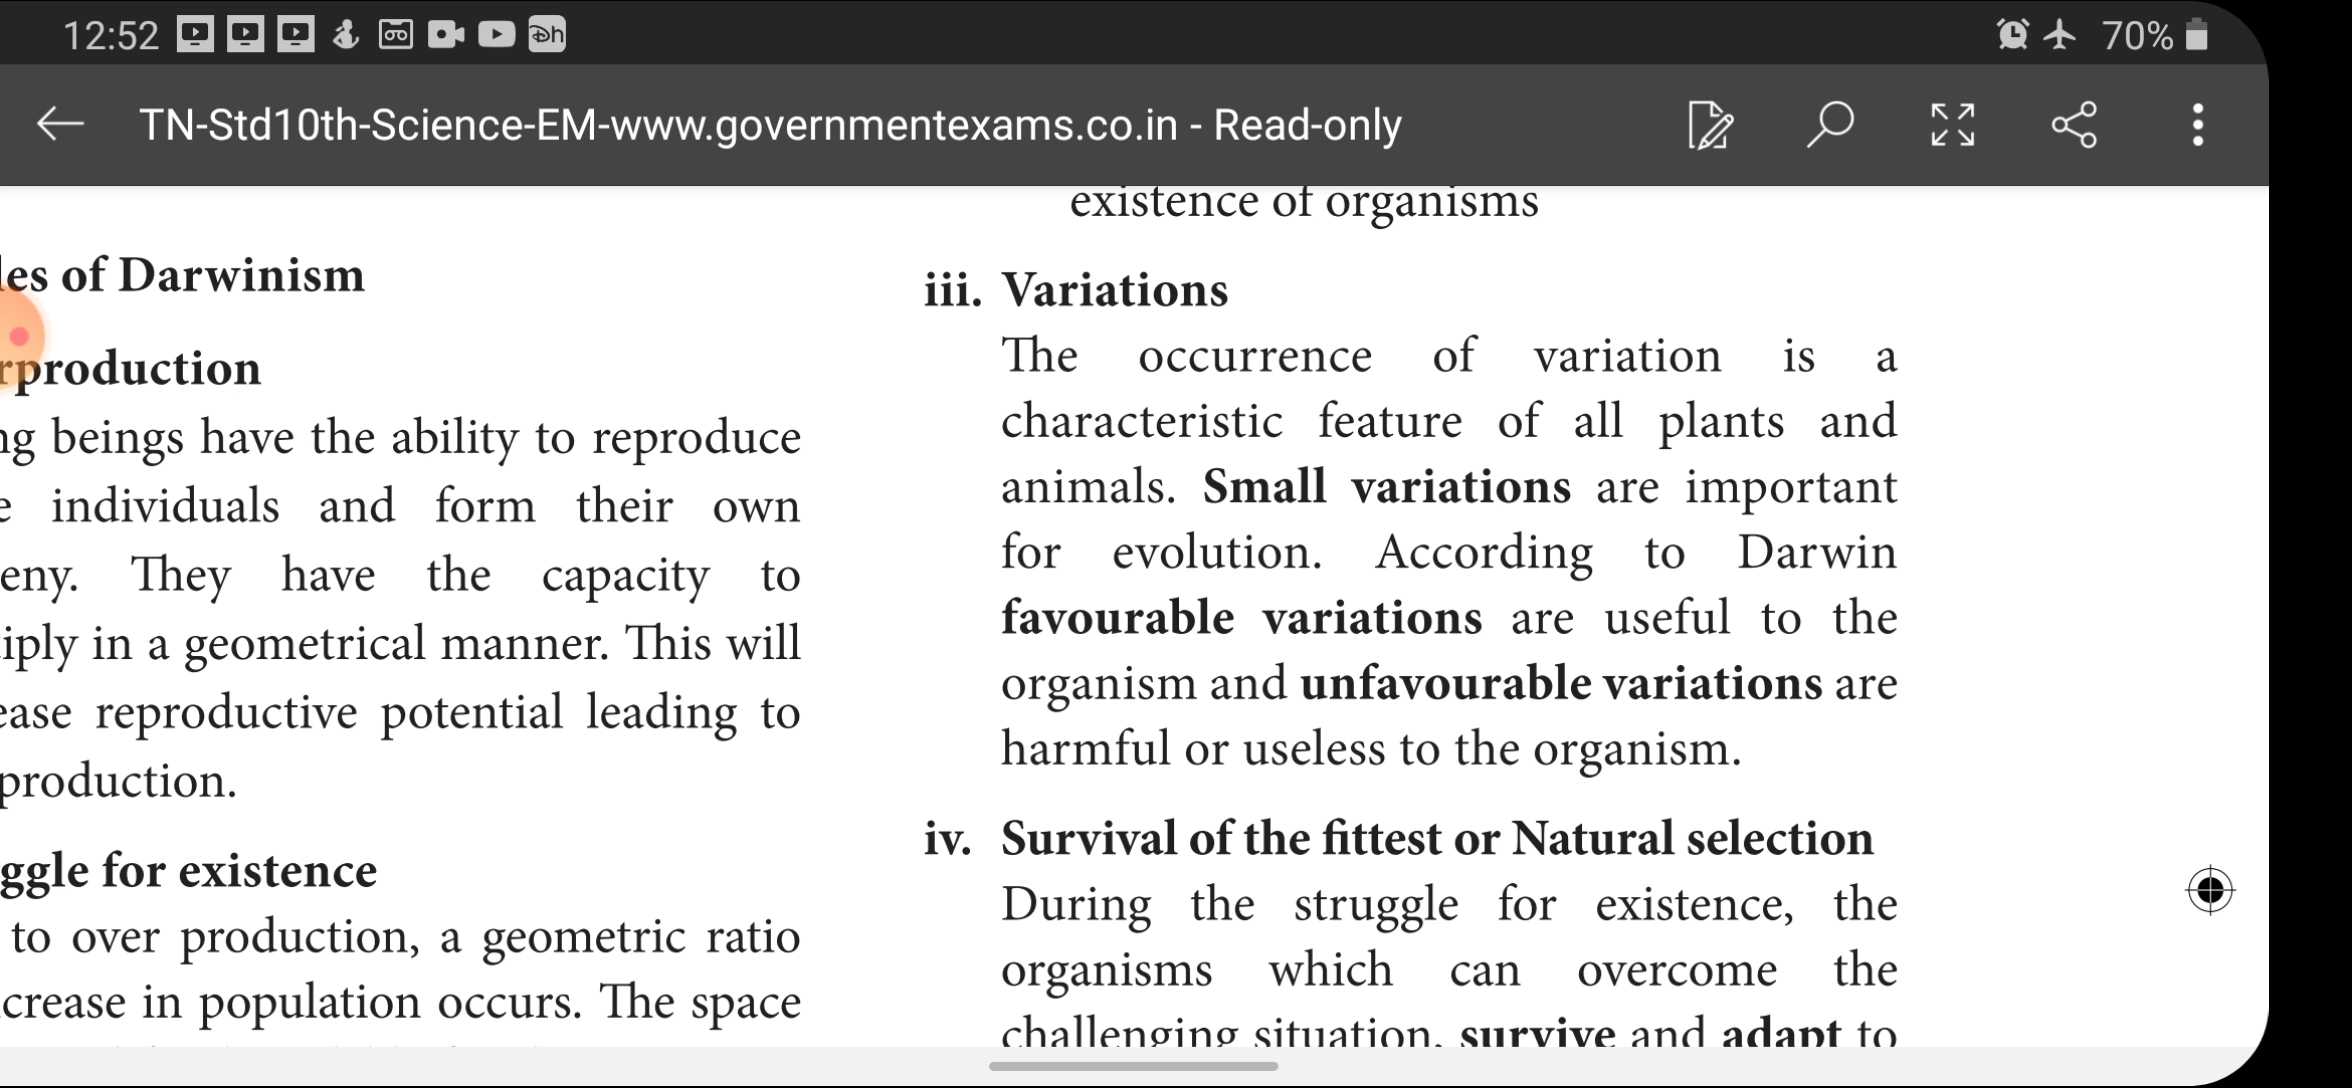 12:52
70%
TN-Std10th-Science-EM-www.governmentexams.co.in - Read-only
es of Darwinism
rproduction
ng beings have the ability to reproduce
e individuals and form their own
eny. They have the capacity to
iply in a geometrical manner. This will
ease reproductive potential leading to
production.
ggle for existence
to over production, a geometric ratio
crease in population occurs. The space
existence of organisms
iii. Variations
The occurrence of variation is a
characteristic feature of all plants and
animals. Small variations are important
for evolution. According to Darwin
favourable variations are useful to the
organism and unfavourable variations are
harmful or useless to the organism.
iv. Survival of the fittest or Natural selection
During the struggle for existence, the
organisms which can overcome the
challenging situation, survive and adapt to